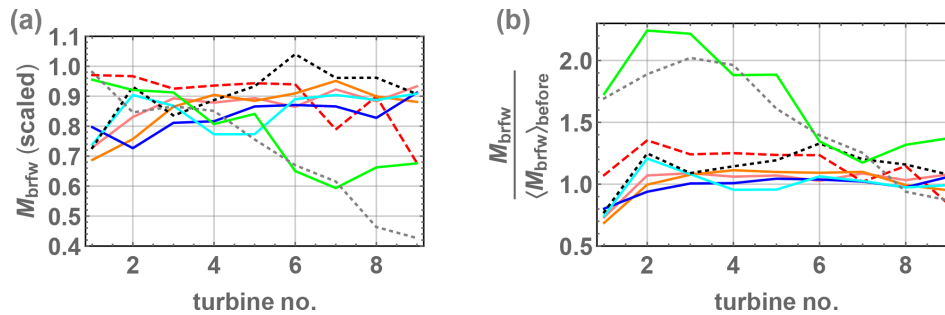 (a)
M_brfw (scaled)
1.1
1.0
0.9
0.8
0.7
0.6
0.5
0.4
2 4 6 8
turbine no.
(b)
M_brfw
⟨M_brfw⟩_before
2.0
1.5
1.0
0.5
2 4 6 8
turbine no.